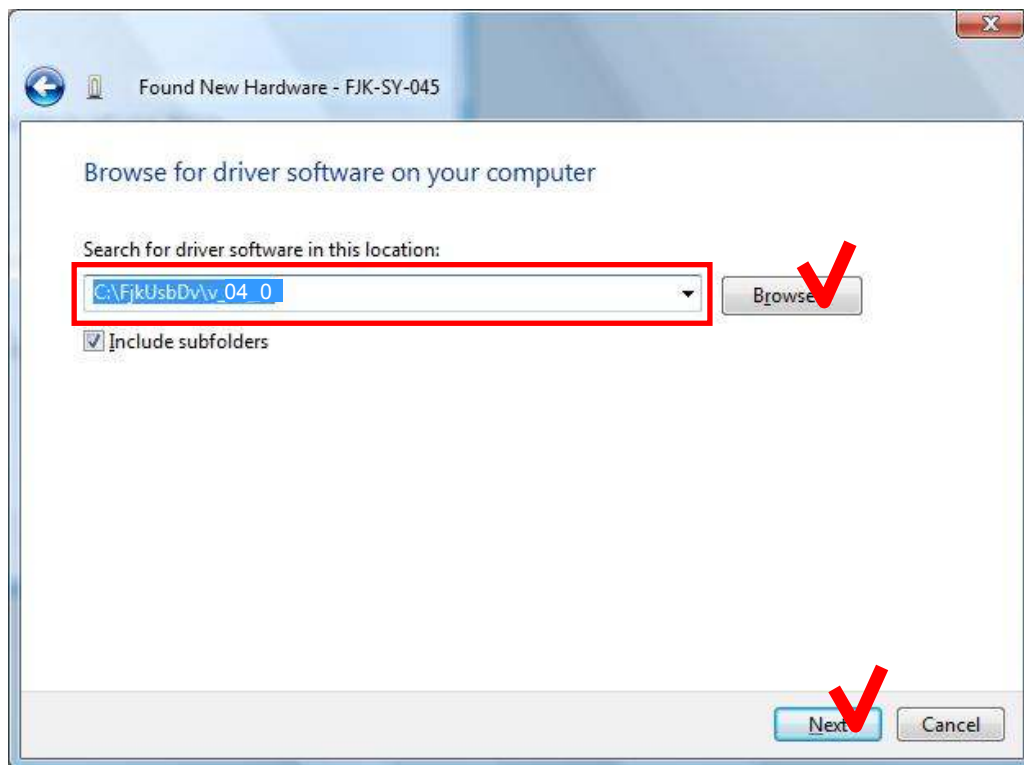 Found New Hardware - FJK-SY-045
Browse for driver software on your computer
Search for driver software in this location:
C:\FjkUsbDv\v_04_0_
Browse
Include subfolders
Next
Cancel